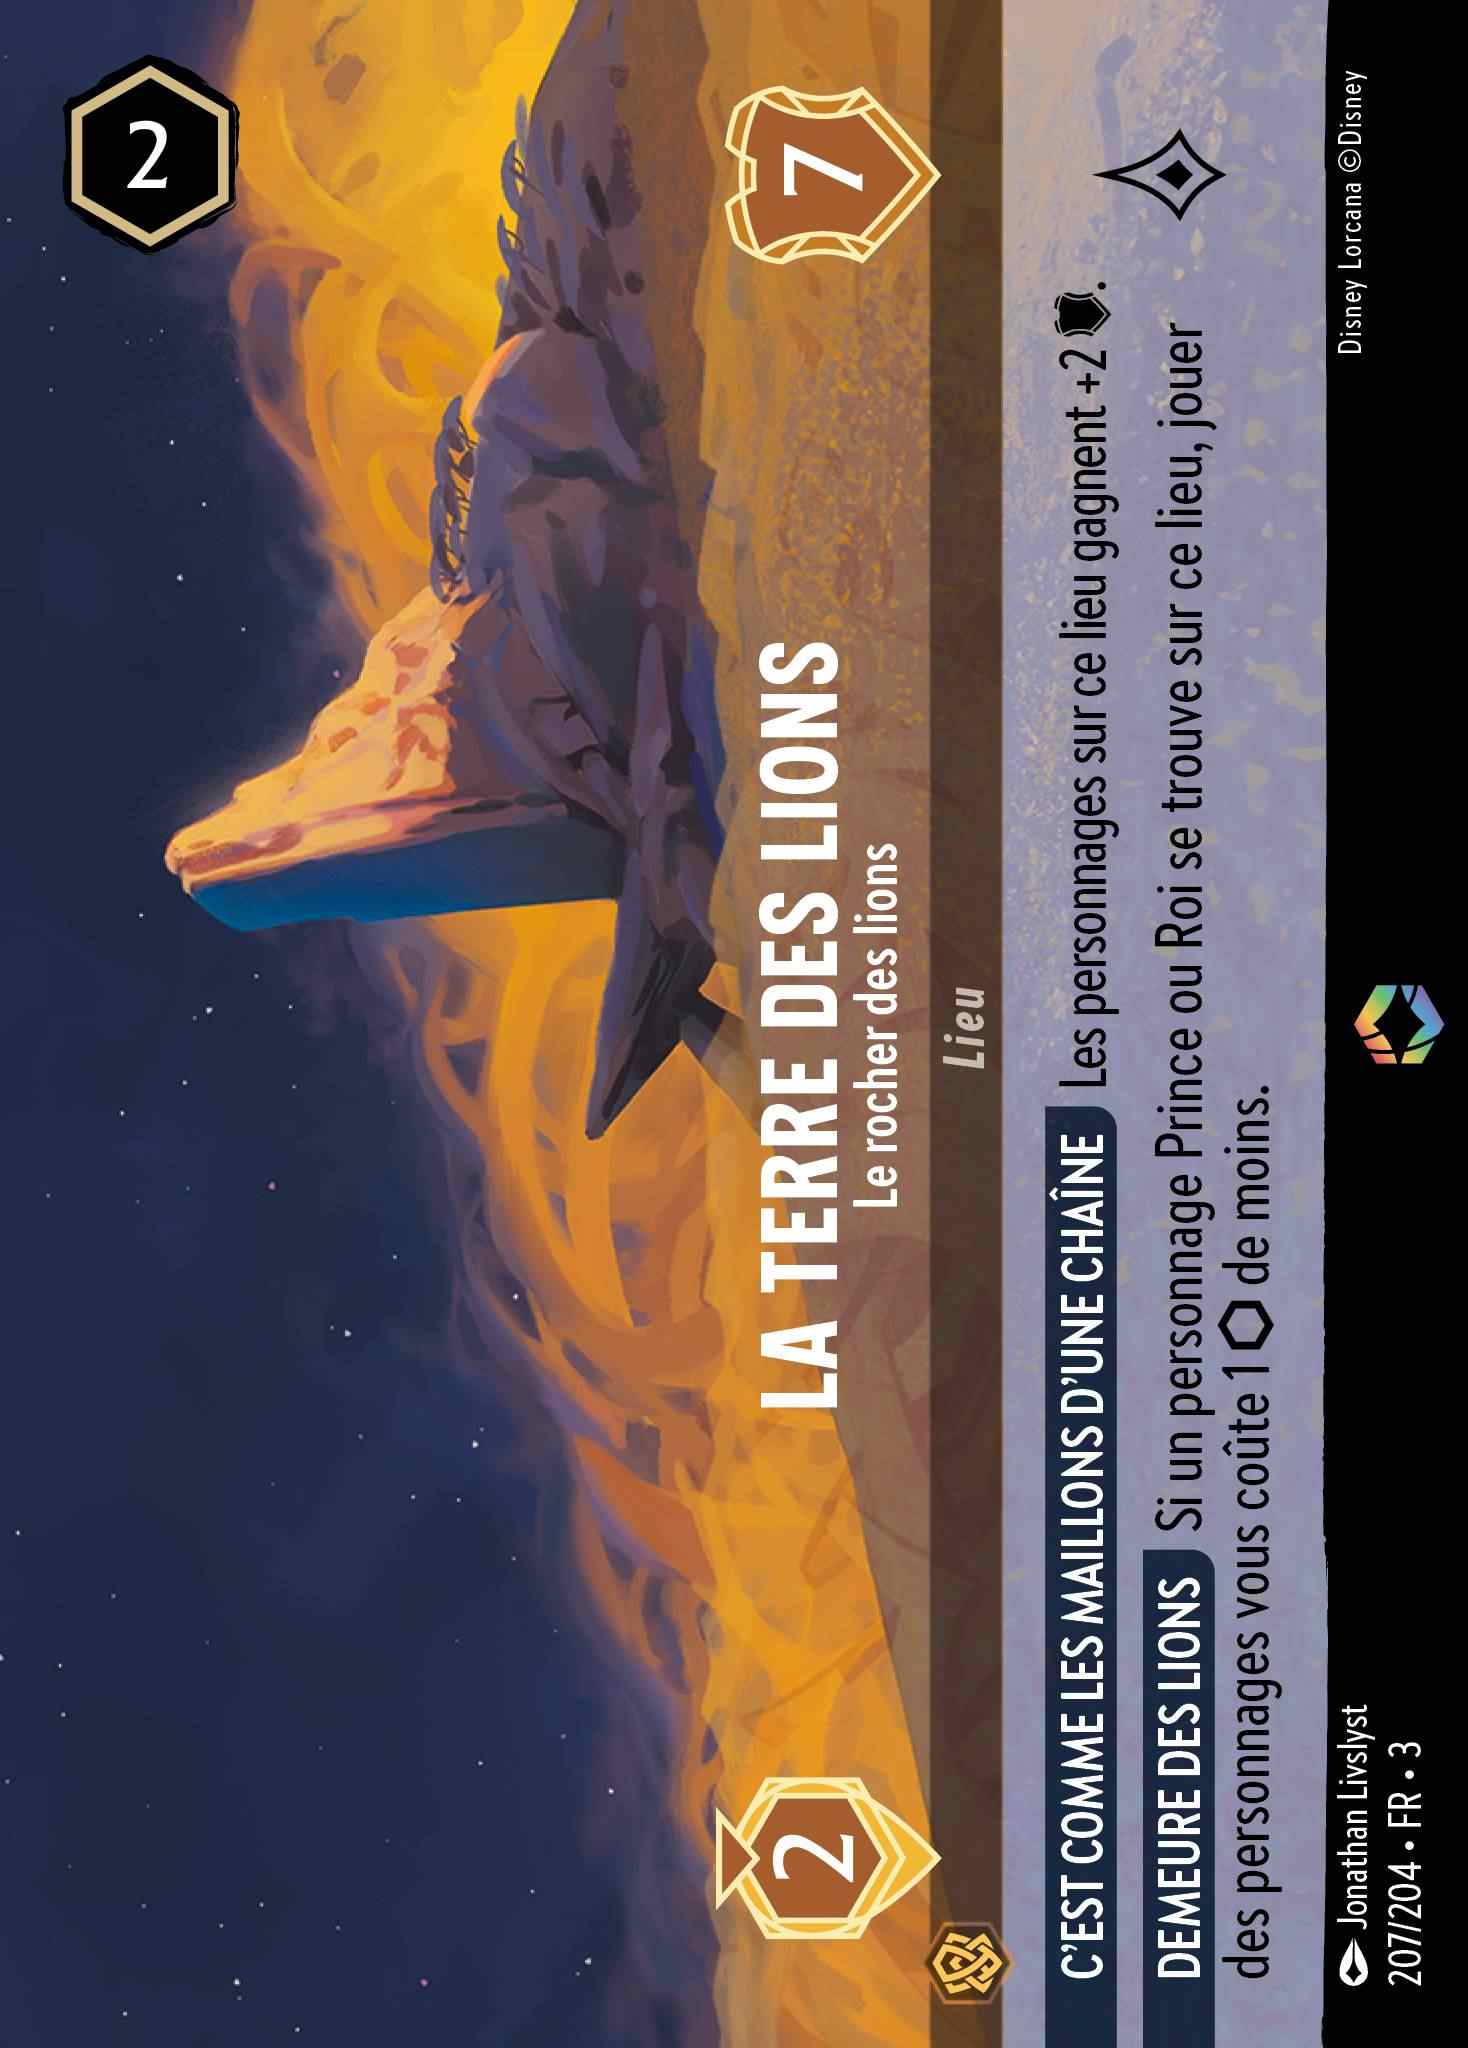 2
LA TERRE DES LIONS
Le rocher des lions
2
7
Lieu
C'EST COMME LES MAILLONS D'UNE CHAÎNE Les personnages sur ce lieu gagnent +2.
DEMEURE DES LIONS Si un personnage Prince ou Roi se trouve sur ce lieu, jouer
des personnages vous coûte 1 de moins.
Jonathan Livslyst
207/204 • FR • 3
Disney Lorcana ©Disney